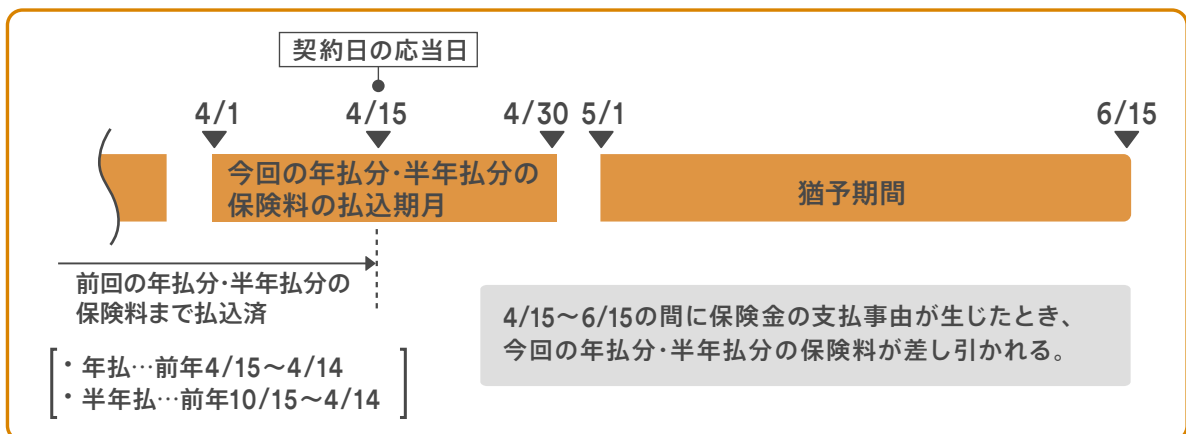 契約日の応当日
4/1
4/15
4/30
5/1
6/15
今回の年払分・半年払分の
保険料の払込期月
猶予期間
前回の年払分・半年払分の
保険料まで払込済
・年払…前年4/15～4/14
・半年払…前年10/15～4/14
4/15～6/15の間に保険金の支払事由が生じたとき、
今回の年払分・半年払分の保険料が差し引かれる。